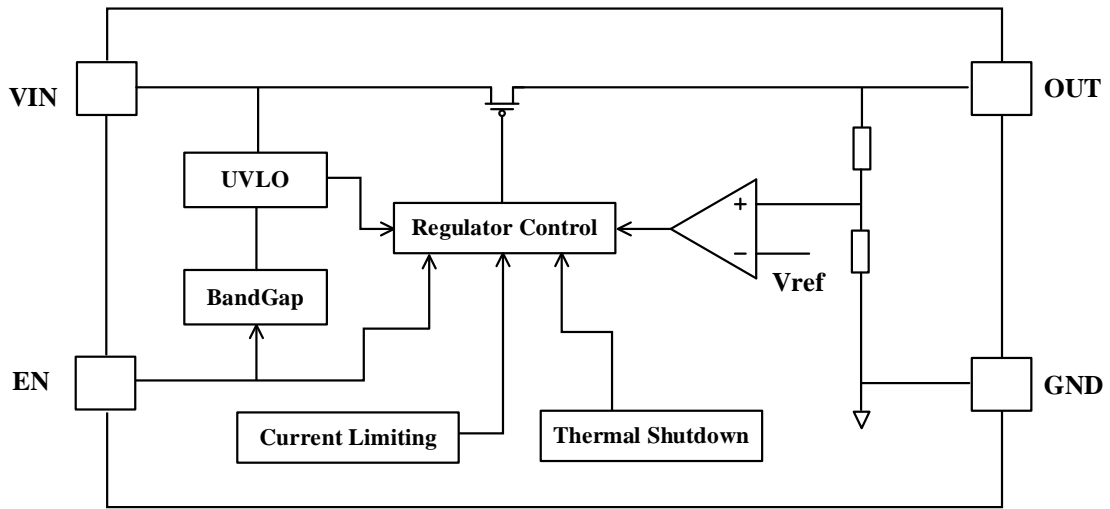 VIN
OUT
UVLO
Regulator Control
+
−
Vref
BandGap
EN
GND
Current Limiting
Thermal Shutdown